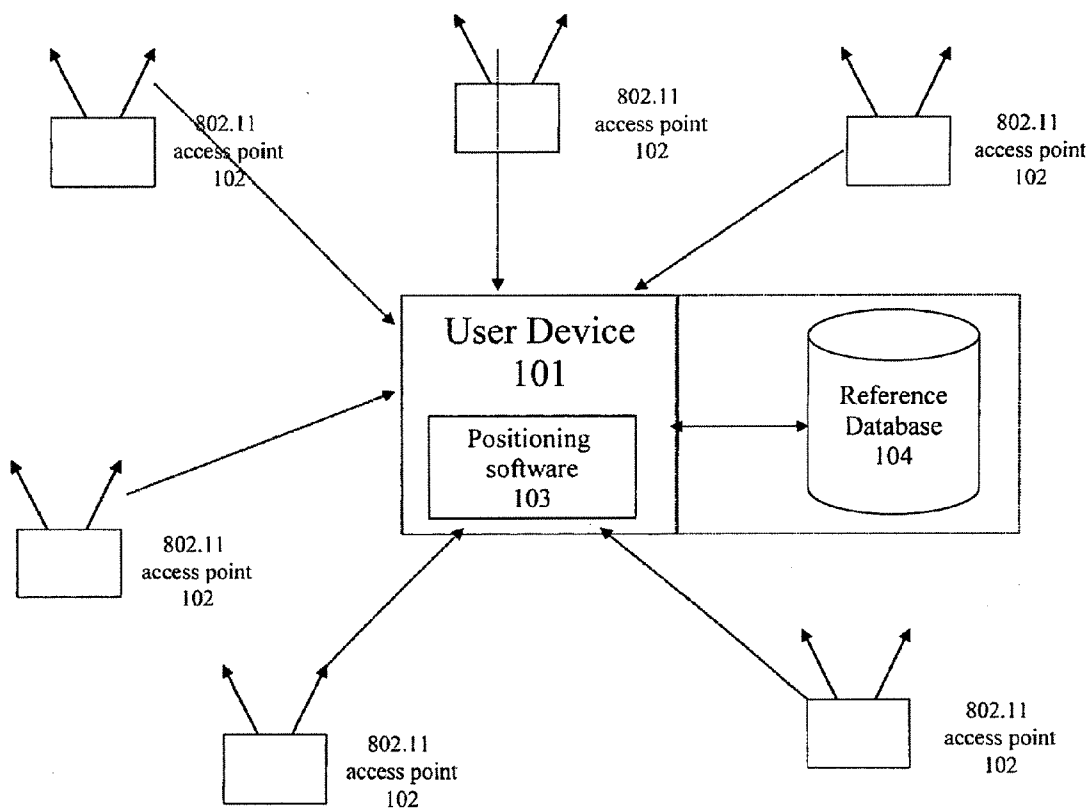 802.11
access point
102
802.11
access point
102
802.11
access point
102
User Device
101
Positioning
software
103
Reference
Database
104
802.11
access point
102
802.11
access point
102
802.11
access point
102